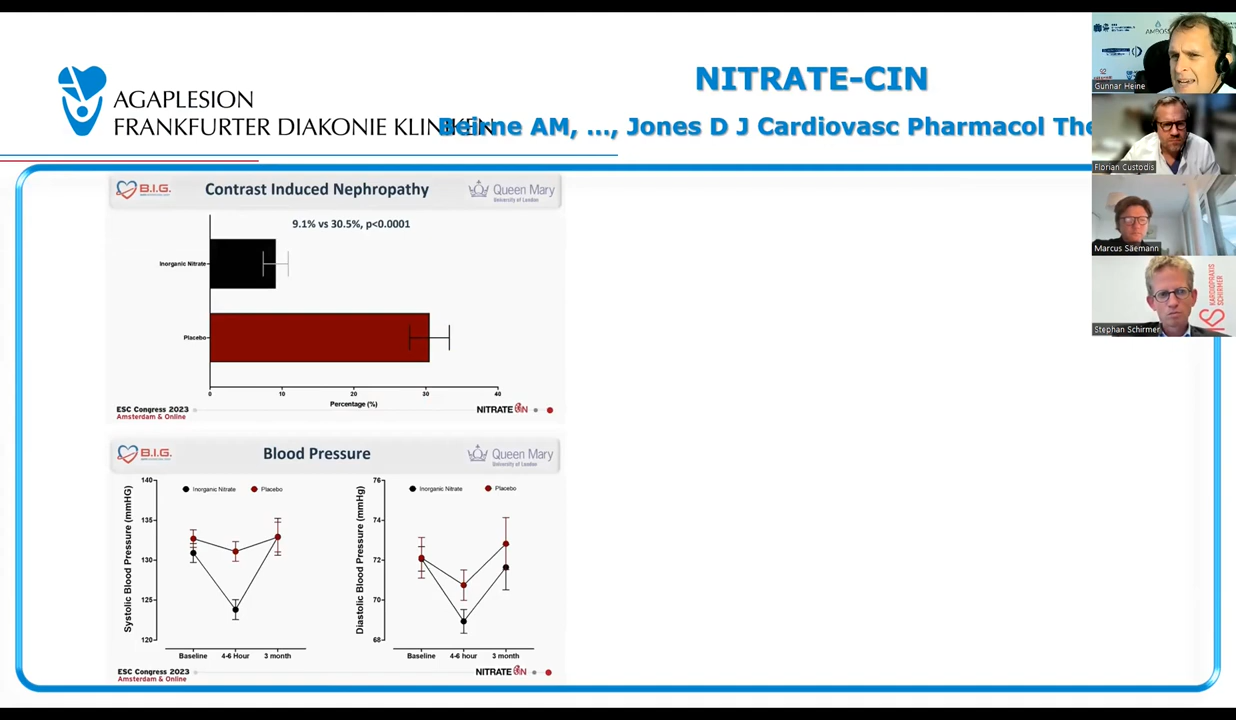 AGAPLESION
FRANKFURTER DIAKONIE KLINIKEN
NITRATE-CIN
AM, ..., Jones D J Cardiovasc Pharmacol The
Gunnar Heine
Florian Custodis
Marcus Säemann
Stephan Schirmer
KARDIOPRAXIS
SCHIRMER
KS
B.I.G.
Contrast Induced Nephropathy
Queen Mary
University of London
9.1% vs 30.5%, p<0.0001
Inorganic Nitrate
Placebo
0 10 20 30 40
Percentage (%)
ESC Congress 2023
Amsterdam & Online
NITRATE CIN
B.I.G.
Blood Pressure
Queen Mary
University of London
Systolic Blood Pressure (mmHG)
140
135
130
125
120
Inorganic Nitrate Placebo
Baseline 4-6 Hour 3 month
Diastolic Blood Pressure (mmHg)
76
74
72
70
68
Inorganic Nitrate Placebo
Baseline 4-6 hour 3 month
ESC Congress 2023
Amsterdam & Online
NITRATE CIN